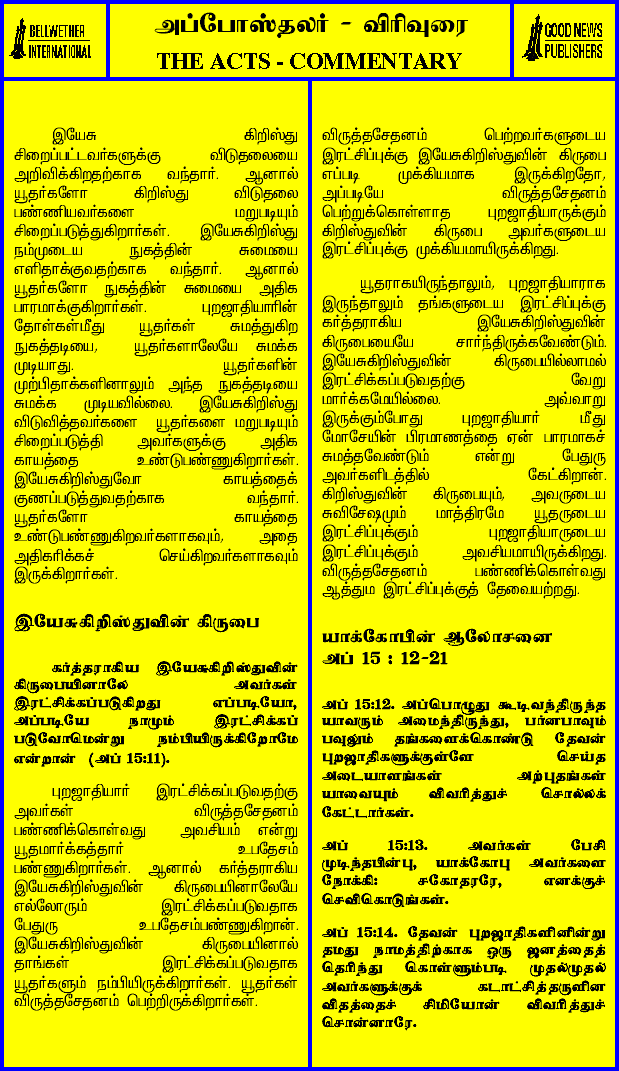 BELLWETHER
INTERNATIONAL
அப்போஸ்தலர் - விரிவுரை
THE ACTS - COMMENTARY
GOOD NEWS
PUBLISHERS
இயேசு கிறிஸ்து
சிறைப்பட்டவர்களுக்கு விடுதலையை
அறிவிக்கிறதற்காக வந்தார். ஆனால்
யூதர்களோ கிறிஸ்து விடுதலை
பண்ணியவர்களை மறுபடியும்
சிறைப்படுத்துகிறார்கள். இயேசுகிறிஸ்து
நம்முடைய நுகத்தின் சுமையை
எளிதாக்குவதற்காக வந்தார். ஆனால்
யூதர்களோ நுகத்தின் சுமையை அதிக
பாரமாக்குகிறார்கள். புறஜாதியாரின்
தோள்கள்மீது யூதர்கள் சுமத்துகிற
நுகத்தடியை, யூதர்களாலேயே சுமக்க
முடியாது. யூதர்களின்
முற்பிதாக்களினாலும் அந்த நுகத்தடியை
சுமக்க முடியவில்லை. இயேசுகிறிஸ்து
விடுவித்தவர்களை யூதர்களை மறுபடியும்
சிறைப்படுத்தி அவர்களுக்கு அதிக
காயத்தை உண்டுபண்ணுகிறார்கள்.
இயேசுகிறிஸ்துவோ காயத்தைக்
குணப்படுத்துவதற்காக வந்தார்.
யூதர்களோ காயத்தை
உண்டுபண்ணுகிறவர்களாகவும், அதை
அதிகரிக்கச் செய்கிறவர்களாகவும்
இருக்கிறார்கள்.
இயேசுகிறிஸ்துவின் கிருபை
கர்த்தராகிய இயேசுகிறிஸ்துவின்
கிருபையினாலே அவர்கள்
இரட்சிக்கப்படுகிறது எப்படியோ,
அப்படியே நாமும் இரட்சிக்கப்
படுவோமென்று நம்பியிருக்கிறோமே
என்றான் (அப் 15:11).
புறஜாதியார் இரட்சிக்கப்படுவதற்கு
அவர்கள் விருத்தசேதனம்
பண்ணிக்கொள்வது அவசியம் என்று
யூதமார்க்கத்தார் உபதேசம்
பண்ணுகிறார்கள். ஆனால் கர்த்தராகிய
இயேசுகிறிஸ்துவின் கிருபையினாலேயே
எல்லோரும் இரட்சிக்கப்படுவதாக
பேதுரு உபதேசம்பண்ணுகிறான்.
இயேசுகிறிஸ்துவின் கிருபையினால்
தாங்கள் இரட்சிக்கப்படுவதாக
யூதர்களும் நம்பியிருக்கிறார்கள். யூதர்கள்
விருத்தசேதனம் பெற்றிருக்கிறார்கள்.
விருத்தசேதனம் பெற்றவர்களுடைய
இரட்சிப்புக்கு இயேசுகிறிஸ்துவின் கிருபை
எப்படி முக்கியமாக இருக்கிறதோ,
அப்படியே விருத்தசேதனம்
பெற்றுக்கொள்ளாத புறஜாதியாருக்கும்
கிறிஸ்துவின் கிருபை அவர்களுடைய
இரட்சிப்புக்கு முக்கியமாயிருக்கிறது.
யூதராகயிருந்தாலும், புறஜாதியாராக
இருந்தாலும் தங்களுடைய இரட்சிப்புக்கு
கர்த்தராகிய இயேசுகிறிஸ்துவின்
கிருபையையே சார்ந்திருக்கவேண்டும்.
இயேசுகிறிஸ்துவின் கிருபையில்லாமல்
இரட்சிக்கப்படுவதற்கு வேறு
மார்க்கமேயில்லை. அவ்வாறு
இருக்கும்போது புறஜாதியார் மீது
மோசேயின் பிரமாணத்தை ஏன் பாரமாகச்
சுமத்தவேண்டும் என்று பேதுரு
அவர்களிடத்தில் கேட்கிறான்.
கிறிஸ்துவின் கிருபையும், அவருடைய
சுவிசேஷமும் மாத்திரமே யூதருடைய
இரட்சிப்புக்கும் புறஜாதியாருடைய
இரட்சிப்புக்கும் அவசியமாயிருக்கிறது.
விருத்தசேதனம் பண்ணிக்கொள்வது
ஆத்தும இரட்சிப்புக்குத் தேவையற்றது.
யாக்கோபின் ஆலோசனை
அப் 15 : 12-21
அப் 15:12. அப்பொழுது கூடிவந்திருந்த
யாவரும் அமைந்திருந்து, பர்னபாவும்
பவுலும் தங்களைக்கொண்டு தேவன்
புறஜாதிகளுக்குள்ளே செய்த
அடையாளங்கள் அற்புதங்கள்
யாவையும் விவரித்துச் சொல்லக்
கேட்டார்கள்.
அப் 15:13. அவர்கள் பேசி
முடிந்தபின்பு, யாக்கோபு அவர்களை
நோக்கி: சகோதரரே, எனக்குச்
செவிகொடுங்கள்.
அப் 15:14. தேவன் புறஜாதிகளினின்று
தமது நாமத்திற்காக ஒரு ஜனத்தைத்
தெரிந்து கொள்ளும்படி முதல்முதல்
அவர்களுக்குக் கடாட்சித்தருளின
விதத்தைச் சிமியோன் விவரித்துச்
சொன்னாரே.